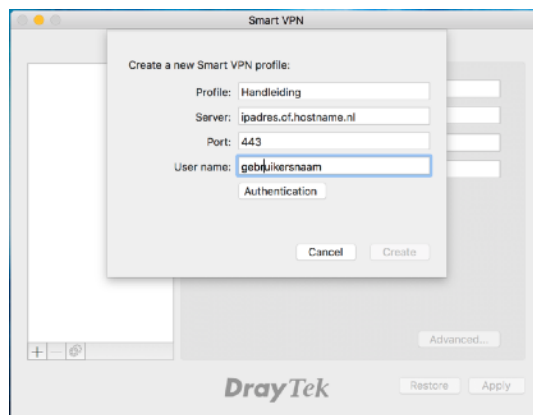 Smart VPN
Create a new Smart VPN profile:
Profile: Handleiding
Server: ipadres.of.hostname.nl
Port: 443
User name: gebruikersnaam
Authentication
Cancel Create
Advanced...
DrayTek Restore Apply